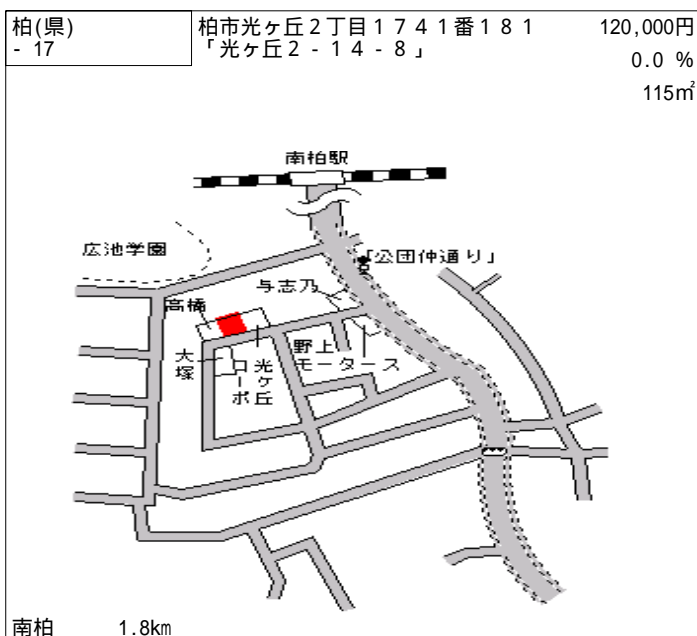 柏(県)
- 17
柏市光ヶ丘2丁目1741番181
「光ヶ丘2-14-8」
120,000円
0.0 %
115㎡
南柏駅
広池学園
「公団仲通り」
与志乃
高橋
大塚
コーポ
光ヶ丘
野上
モータース
南柏 1.8km